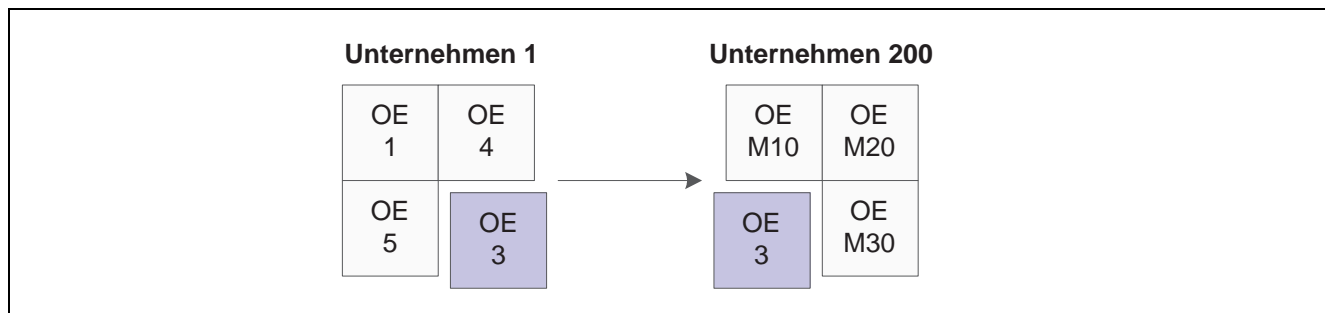 Unternehmen 1
OE
1
OE
4
OE
5
OE
3
Unternehmen 200
OE
M10
OE
M20
OE
3
OE
M30